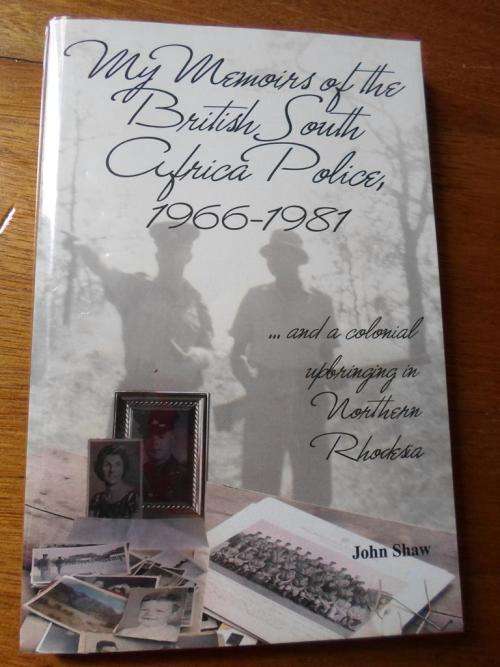 My Memoirs of the
British South
Africa Police,
1966-1981
... and a colonial
upbringing in
Northern
Rhodesia
John Shaw